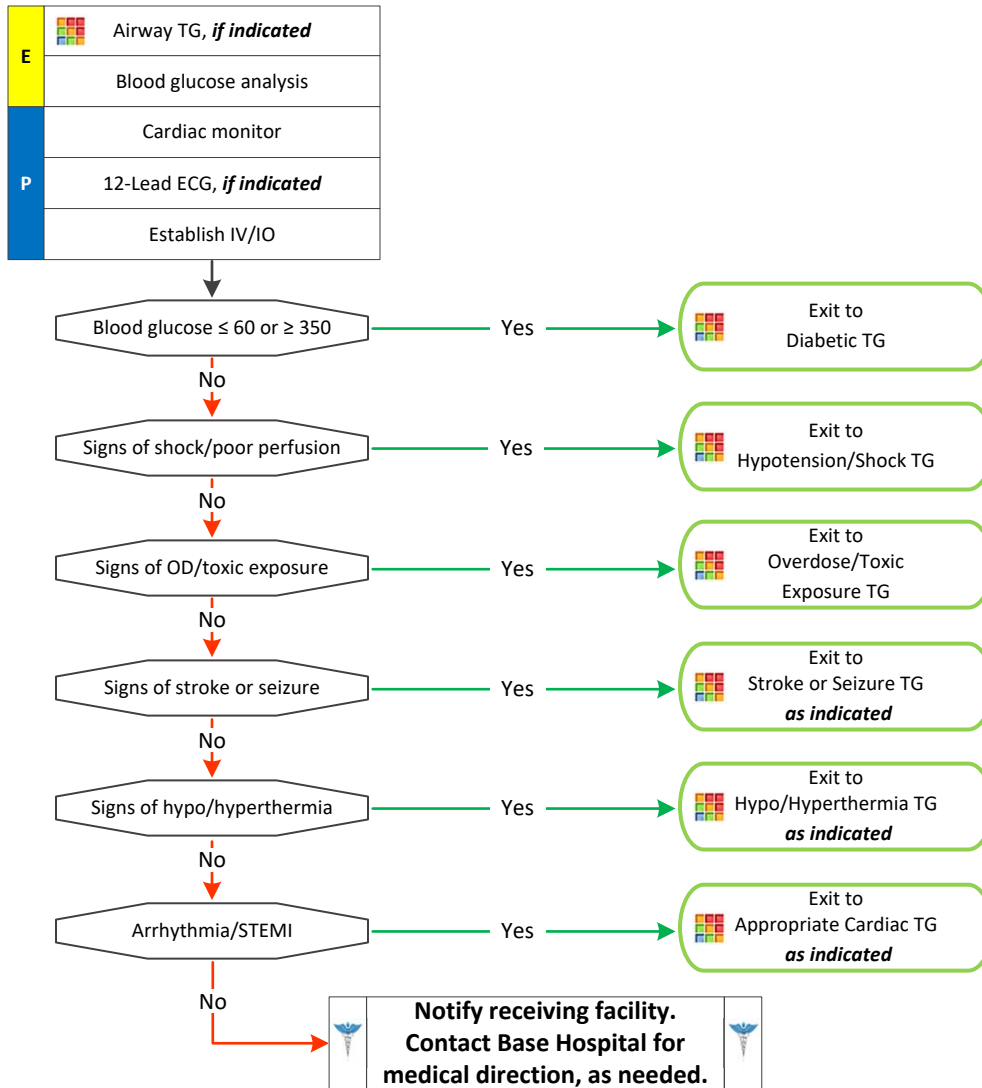 E
Airway TG, if indicated
Blood glucose analysis
P
Cardiac monitor
12-Lead ECG, if indicated
Establish IV/IO
Blood glucose ≤ 60 or ≥ 350
Yes
Exit to
Diabetic TG
No
Signs of shock/poor perfusion
Yes
Exit to
Hypotension/Shock TG
No
Signs of OD/toxic exposure
Yes
Exit to
Overdose/Toxic
Exposure TG
No
Signs of stroke or seizure
Yes
Exit to
Stroke or Seizure TG
as indicated
No
Signs of hypo/hyperthermia
Yes
Exit to
Hypo/Hyperthermia TG
as indicated
No
Arrhythmia/STEMI
Yes
Exit to
Appropriate Cardiac TG
as indicated
No
Notify receiving facility.
Contact Base Hospital for
medical direction, as needed.